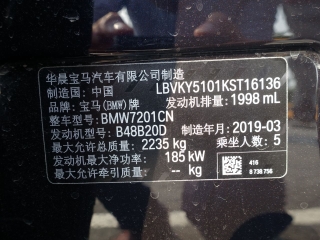 华晨宝马汽车有限公司制造
制造国：中国 LBVKY5101KST16136
品牌：宝马(BMW)牌 发动机排量：1998 mL
整车型号：BMW7201CN
发动机型号：B48B20D 制造年月：2019-03
最大允许总质量：2235 kg 乘坐人数：5
发动机最大净功率：185 kW
最大允许牵引质量：-- kg
416
8 738 756